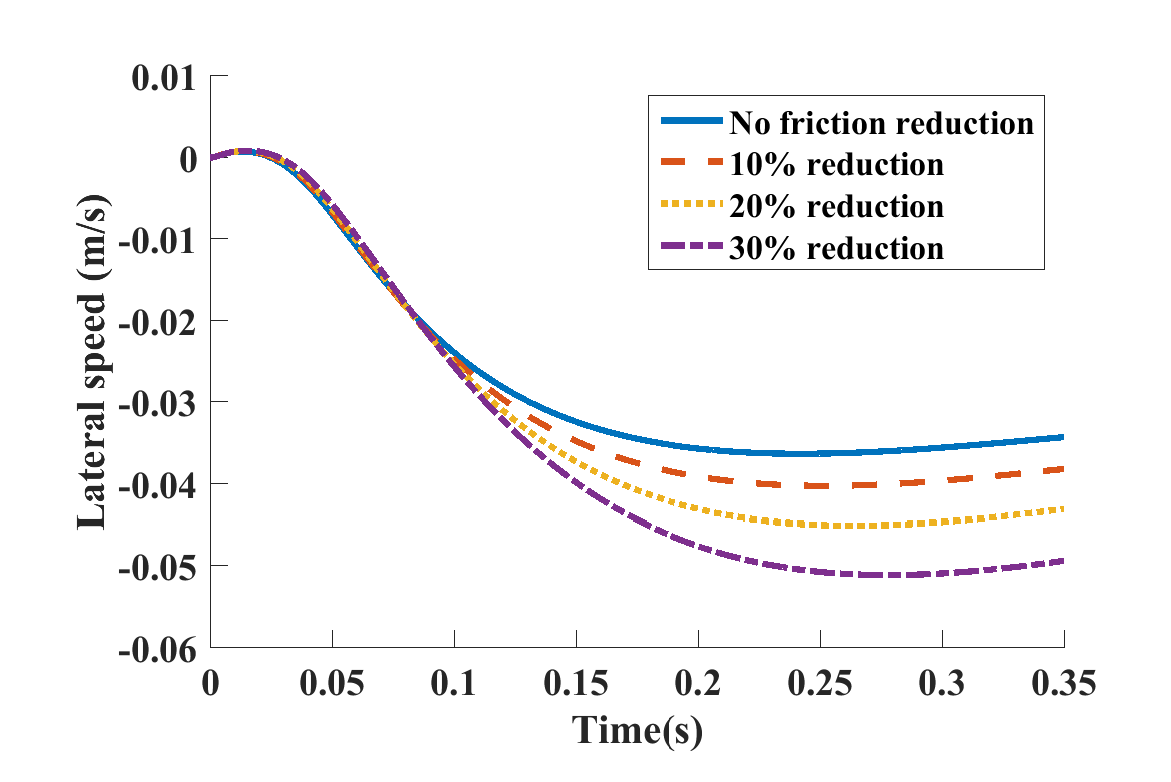 0.01
0
-0.01
-0.02
-0.03
-0.04
-0.05
-0.06
0 0.05 0.1 0.15 0.2 0.25 0.3 0.35
Time(s)
Lateral speed (m/s)
No friction reduction
10% reduction
20% reduction
30% reduction